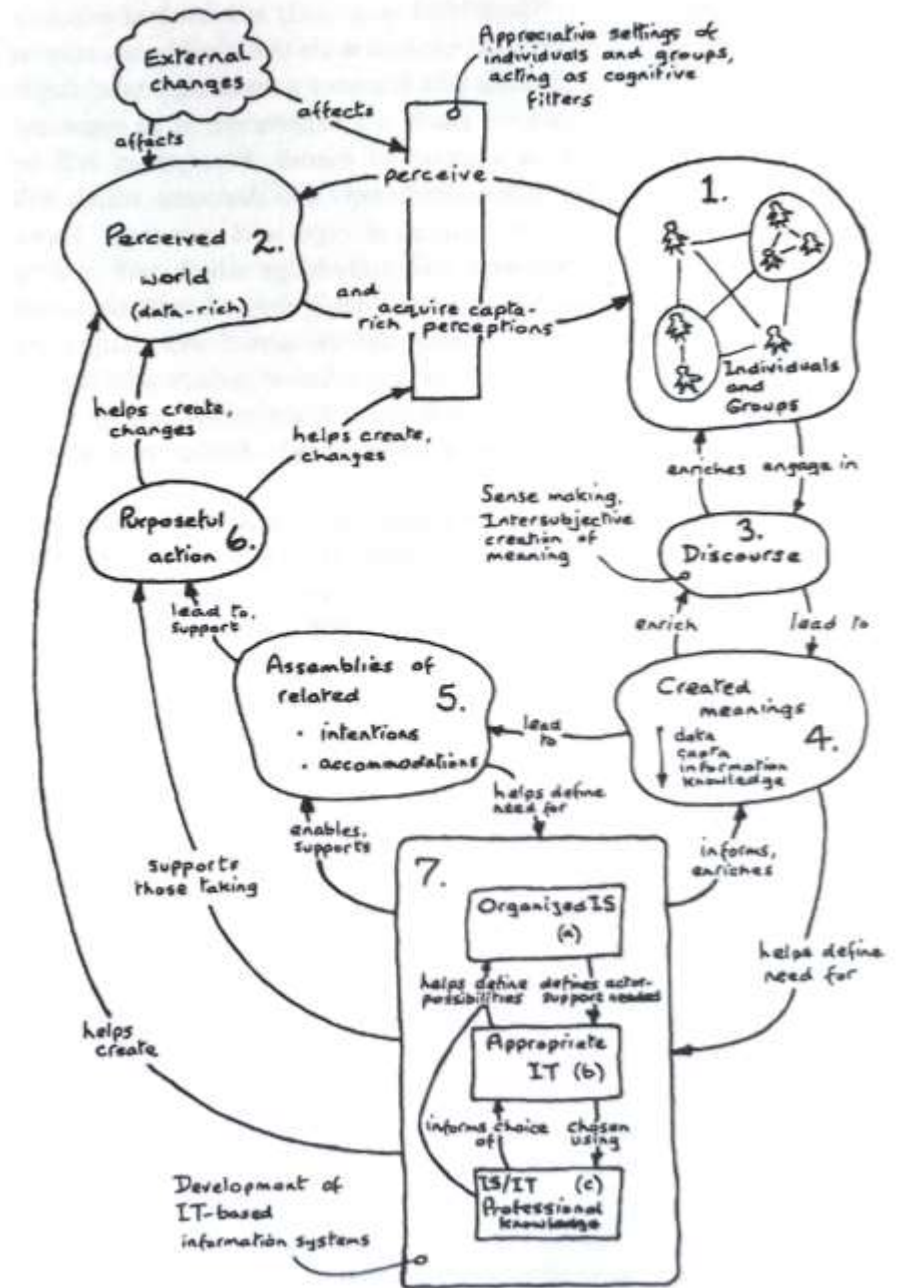 External
changes
Appreciative settings of
individuals and groups,
acting as cognitive
filters
affects
affects
perceive
1.
Perceived
world 2.
(data-rich)
and
acquire capta-
rich perceptions
Individuals
and
Groups
helps create,
changes
helps create,
changes
enriches
engage in
Sense making,
Intersubjective
creation of
meaning
3.
Discourse
Purposeful
action 6.
lead to,
support
enrich
lead to
Assemblies of
related 5.
· intentions
· accommodations
lead
to
Created
meanings
4.
data
capta
information
knowledge
helps define
need for
enables,
supports
informs,
enriches
supports
those taking
7.
Organized IS
(a)
helps define
possibilities
defines actor-
support needed
helps define
need for
Appropriate
IT (b)
helps
create
informs choice
of
chosen
using
IS/IT (c)
Professional
knowledge
Development of
IT-based
information systems